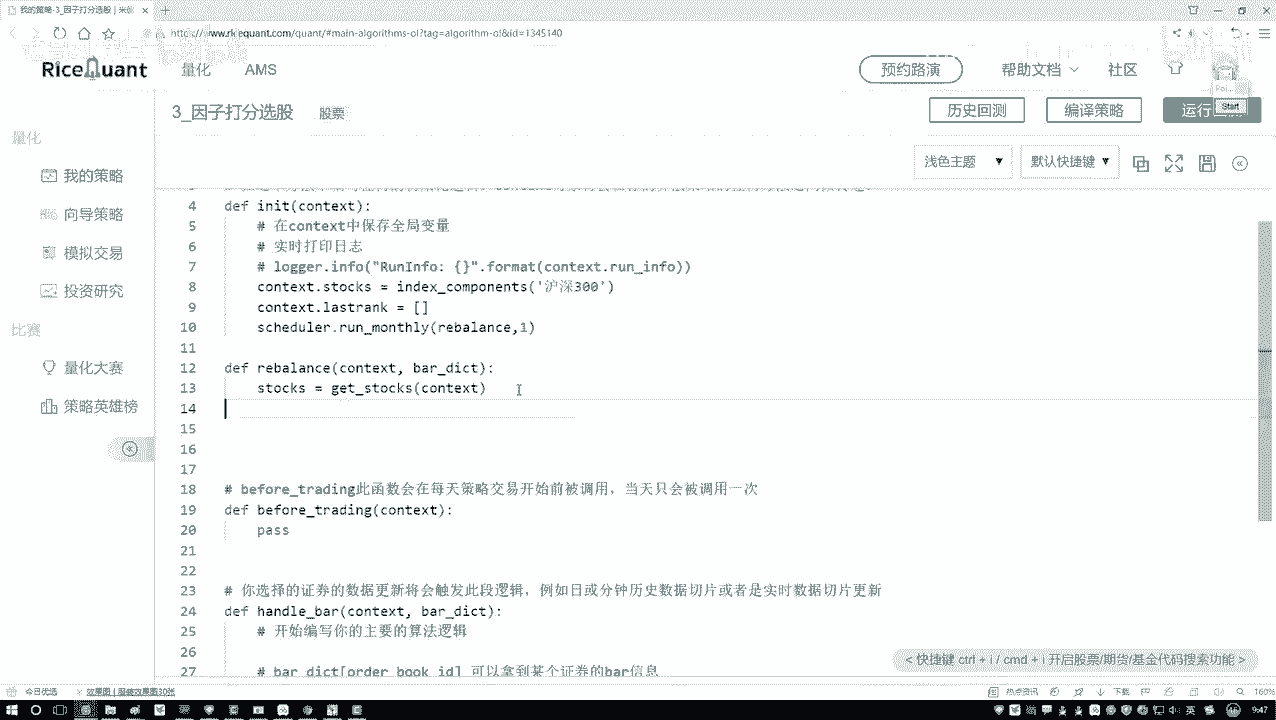 我的策略-3_因子打分选股
www.ricequant.com/quant/#main-algorithms-ol?tag=algorithm-ol&id=1345140
RiceQuant
量化
AMS
预约路演
帮助文档
社区
3_因子打分选股
股票
历史回测
编译策略
运行
Start
量化
我的策略
向导策略
模拟交易
投资研究
比赛
量化大赛
策略英雄榜
浅色主题
默认快捷键
4 def init(context):
5 # 在context中保存全局变量
6 # 实时打印日志
7 # logger.info("RunInfo: {}".format(context.run_info))
8 context.stocks = index_components('沪深300')
9 context.lastrank = []
10 scheduler.run_monthly(rebalance,1)
11
12 def rebalance(context, bar_dict):
13 stocks = get_stocks(context)
14
15
16
17
18 # before_trading此函数会在每天策略交易开始前被调用，当天只会被调用一次
19 def before_trading(context):
20 pass
21
22
23 # 你选择的证券的数据更新将会触发此段逻辑，例如日或分钟历史数据切片或者是实时数据切片更新
24 def handle_bar(context, bar_dict):
25 # 开始编写你的主要的算法逻辑
26
27 # bar_dict[order_book_id] 可以拿到某个证券的bar信息
< 快捷键 ctrl + i / cmd + i 开启股票/期货/基金代码搜索功能 >
今日优选
热点资讯
下载
160%
英
9:47